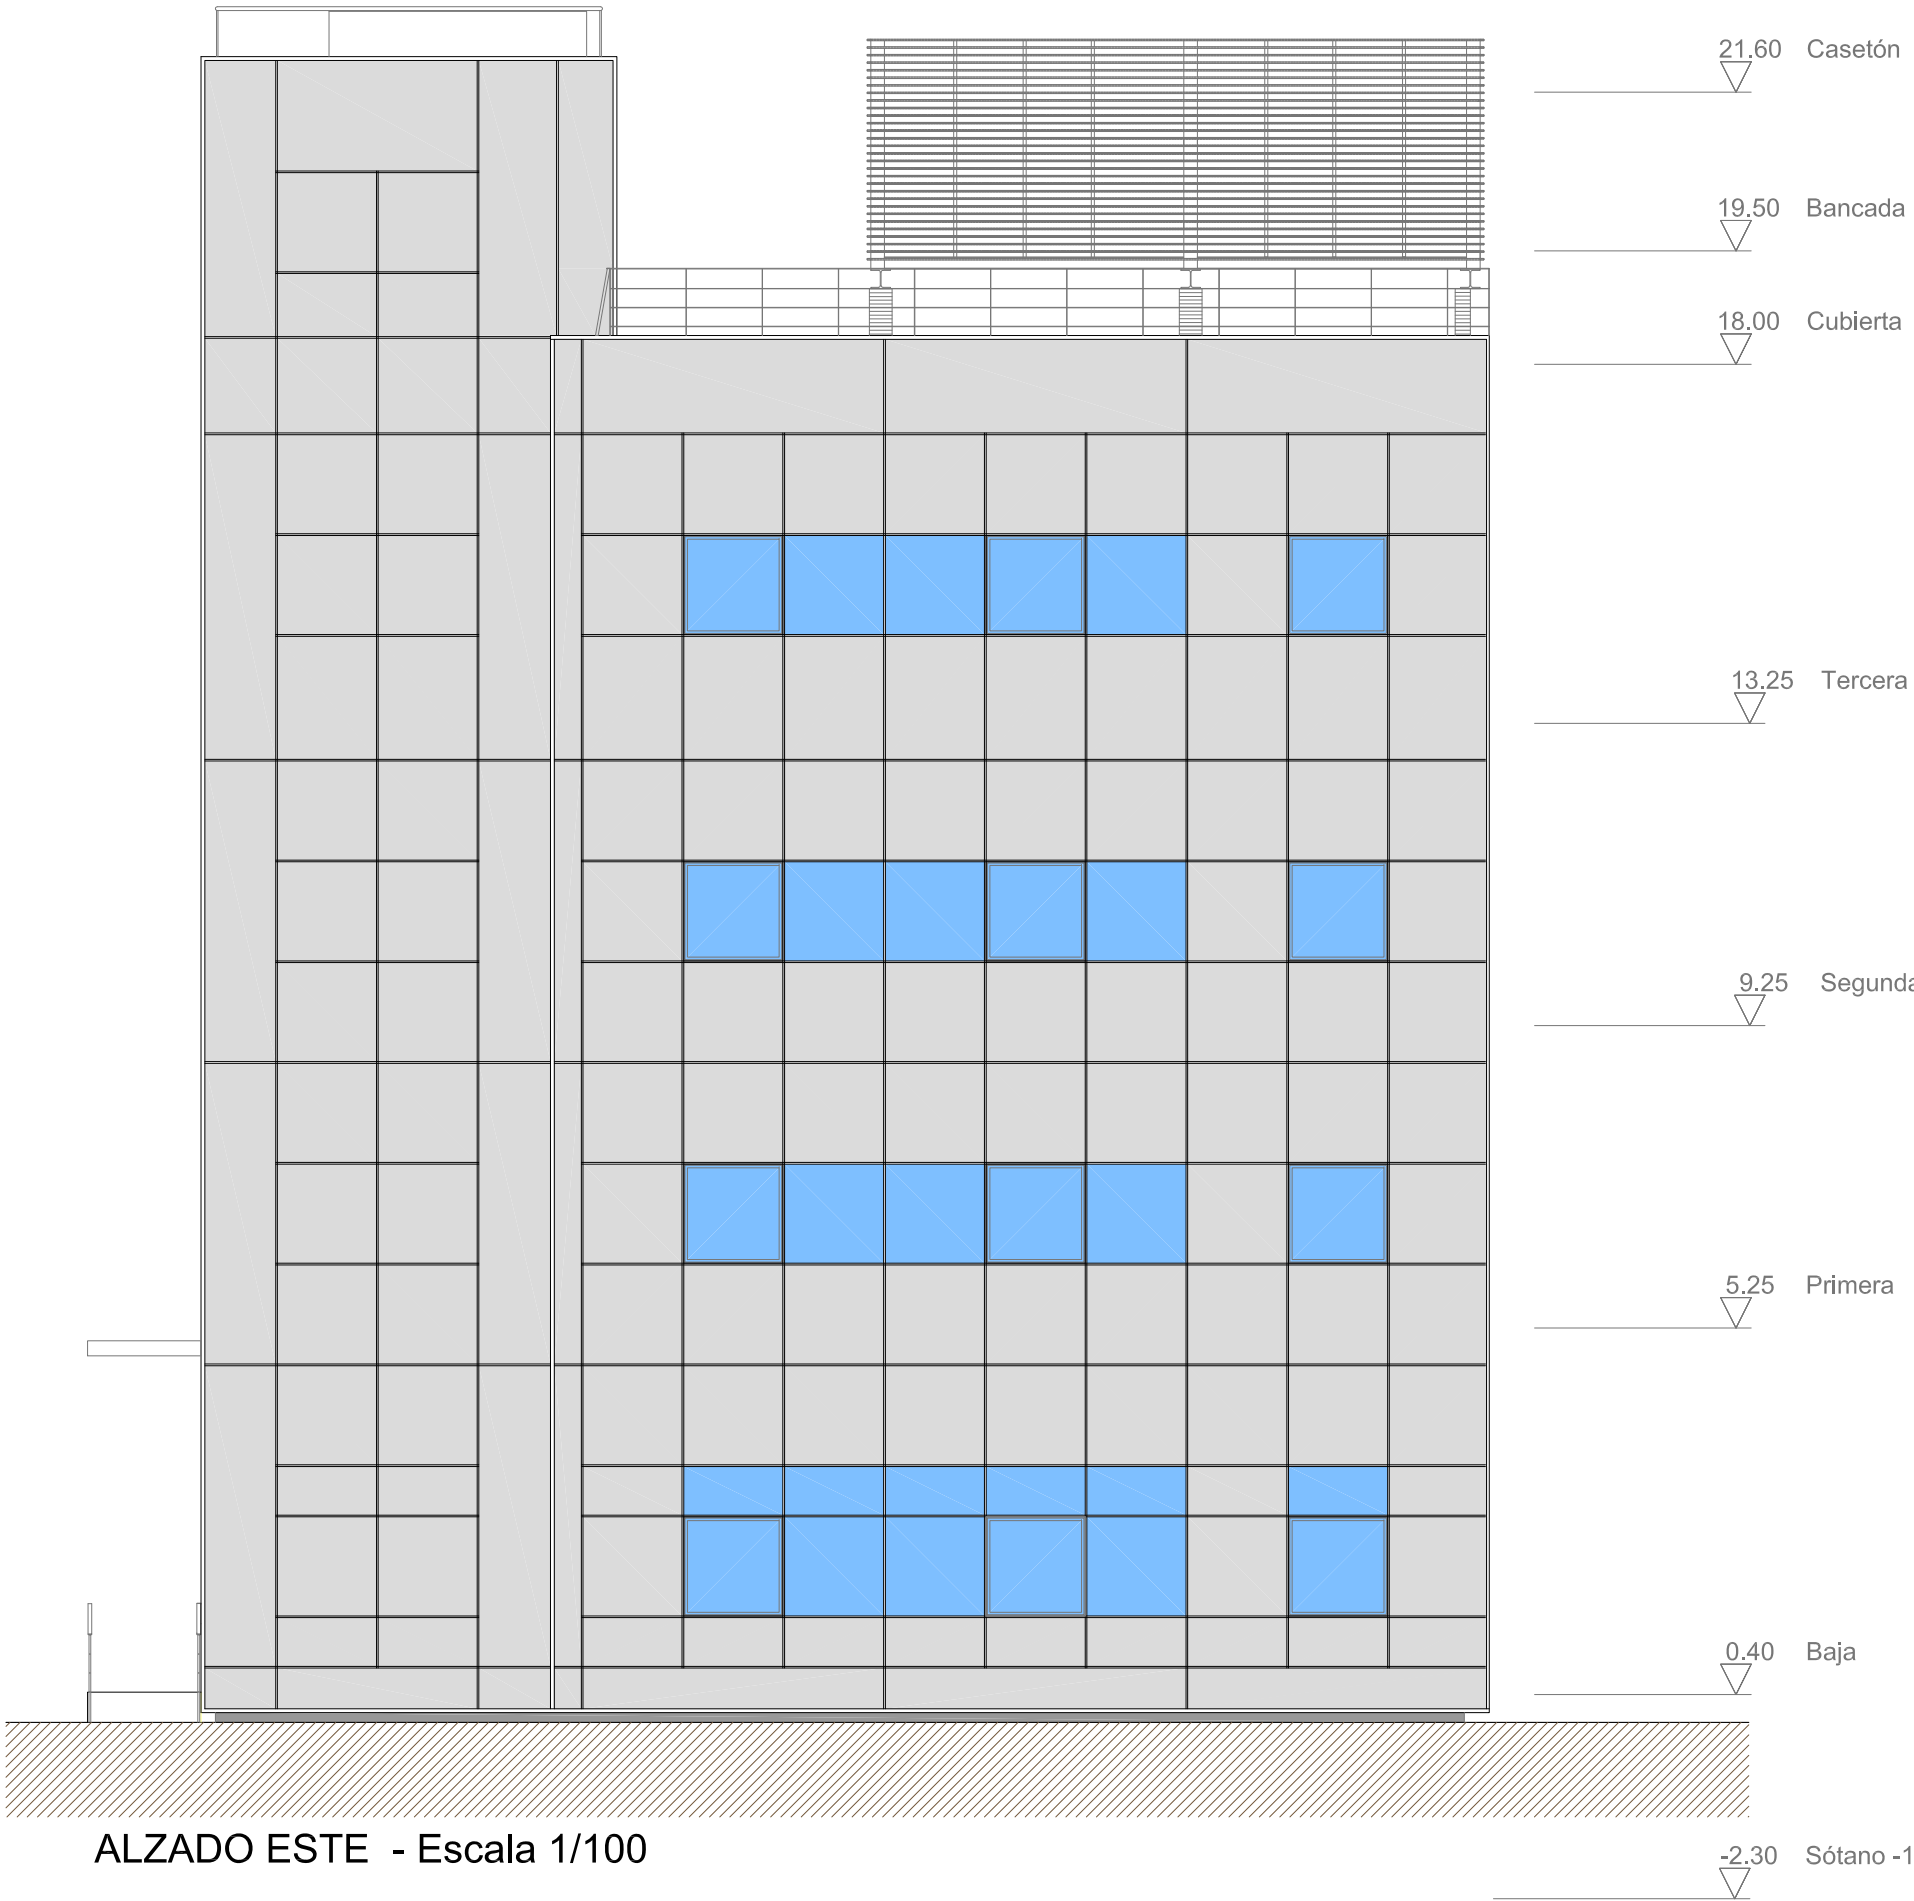 21.60 Casetón
19.50 Bancada
18.00 Cubierta
13.25 Tercera
9.25 Segunda
5.25 Primera
0.40 Baja
ALZADO ESTE - Escala 1/100
-2.30 Sótano -1